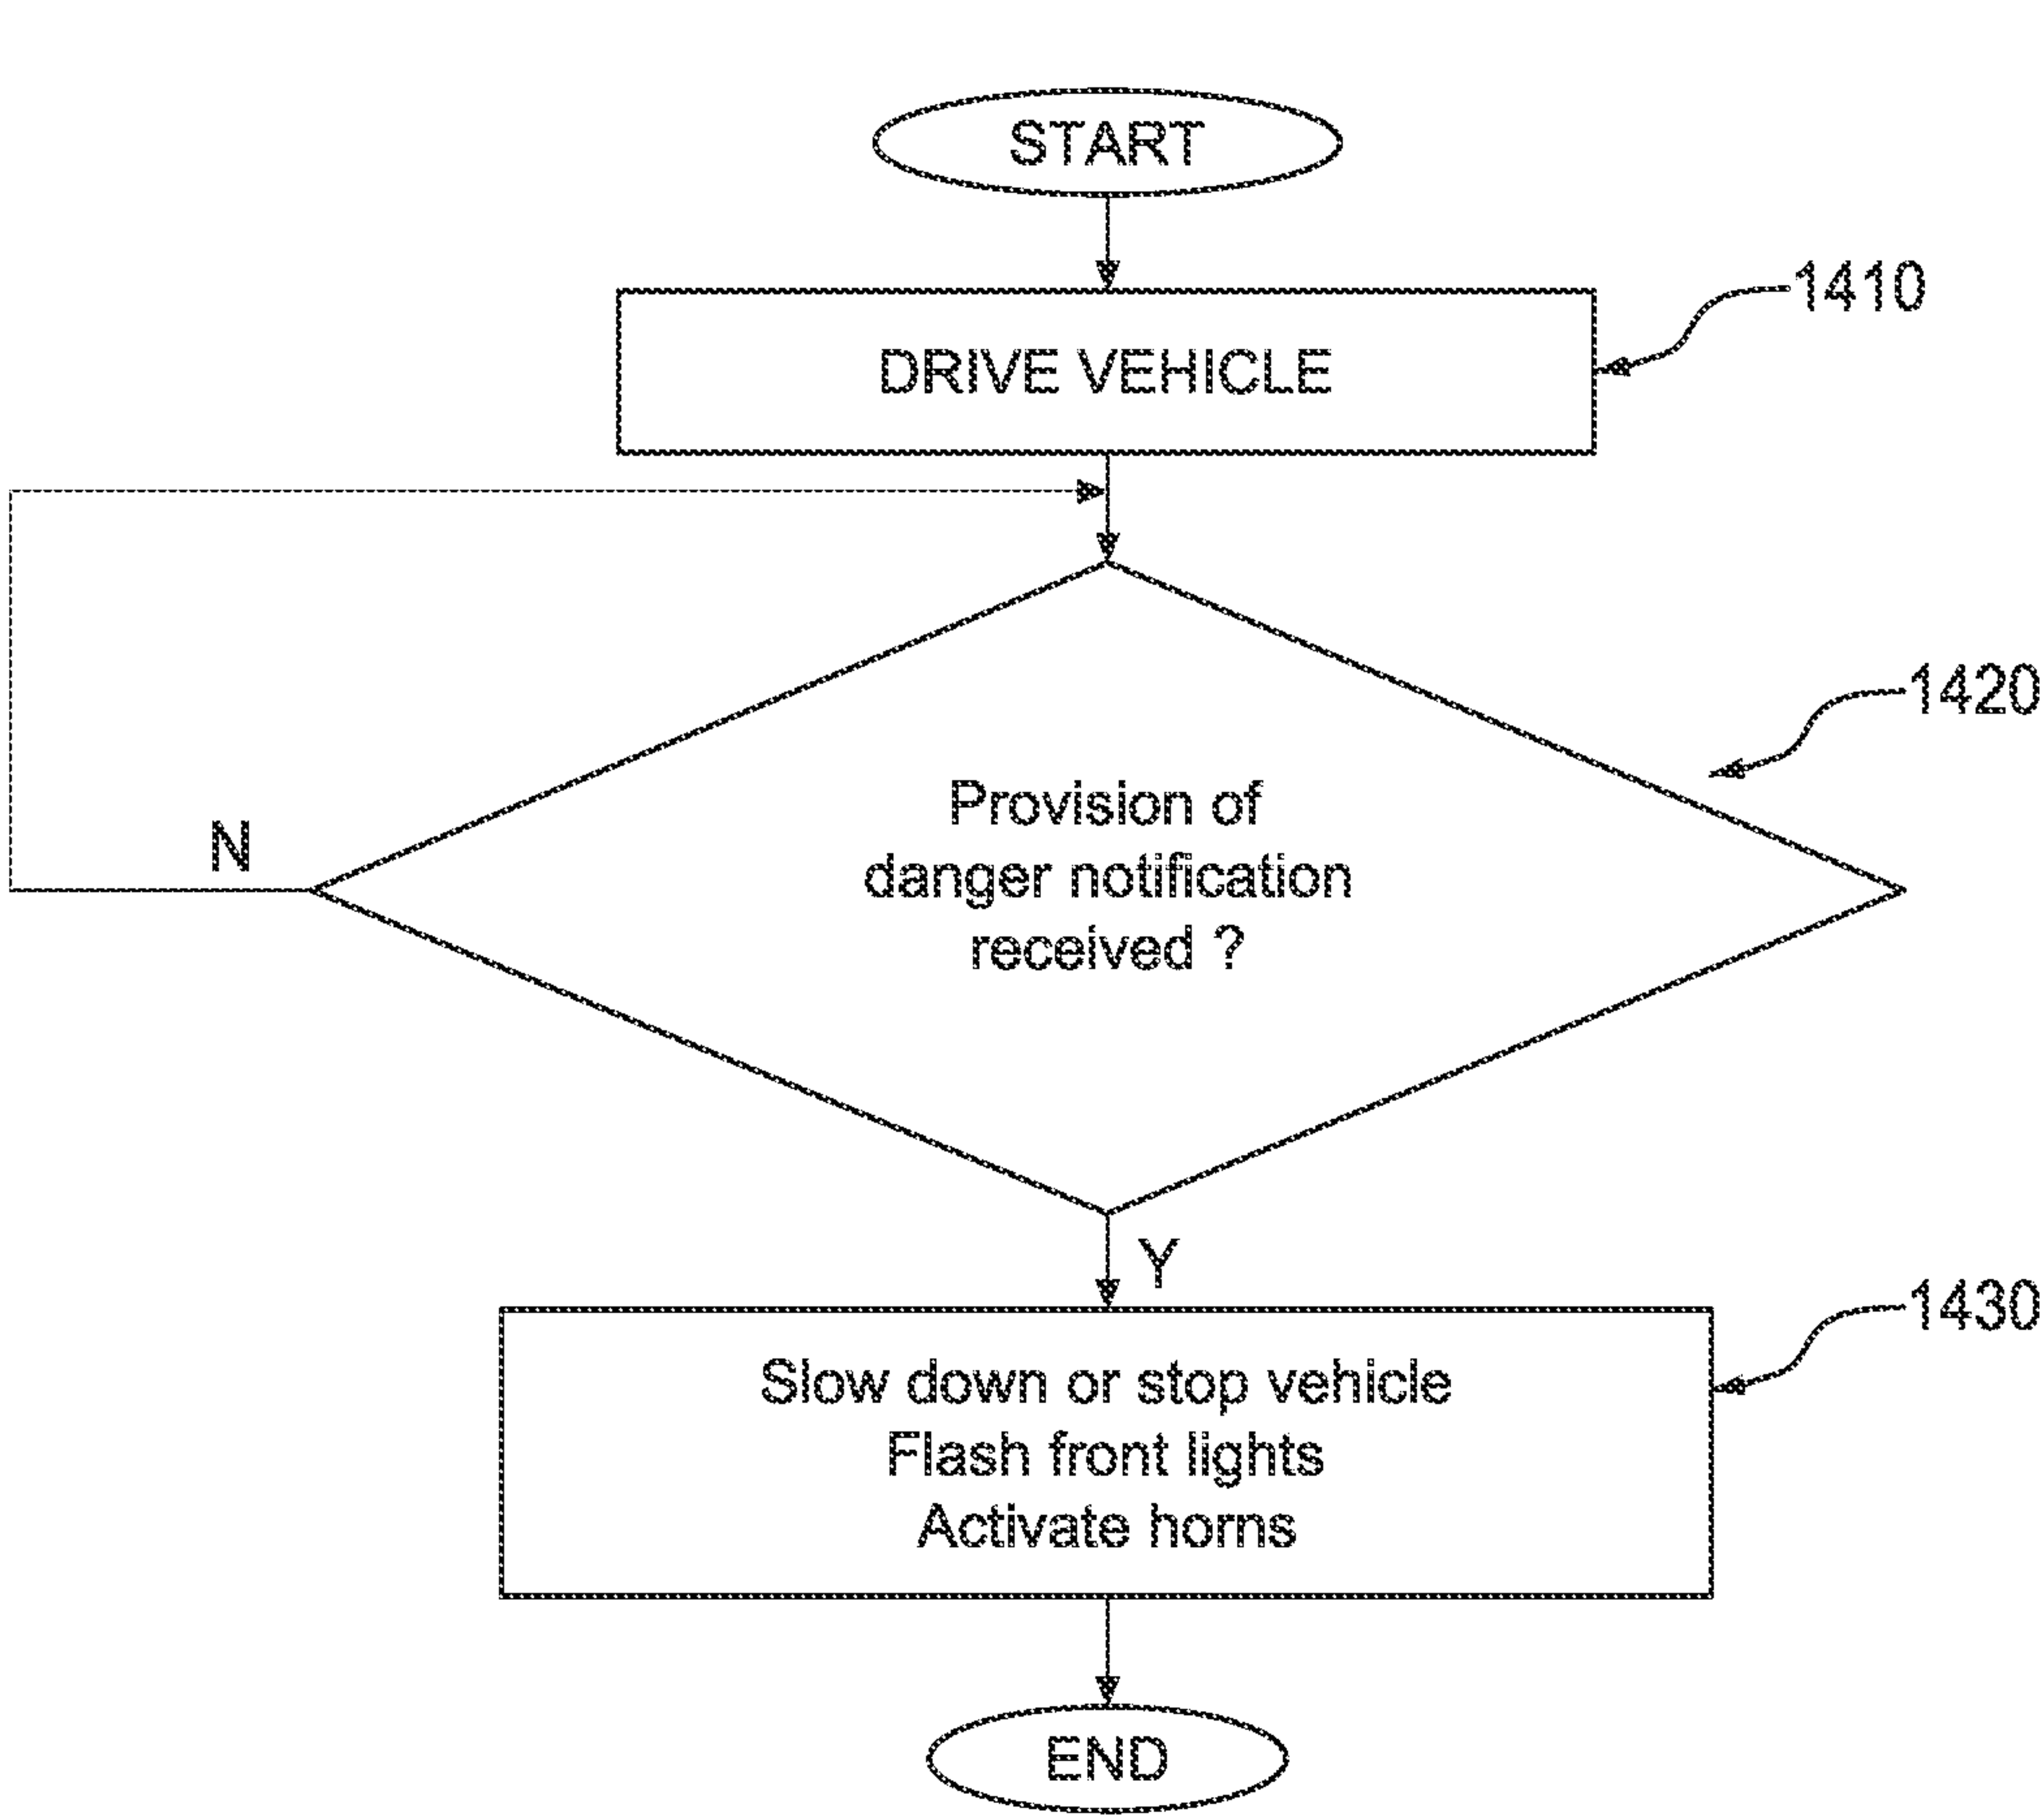 START
1410
DRIVE VEHICLE
1420
N
Provision of
danger notification
received ?
Y
1430
Slow down or stop vehicle
Flash front lights
Activate horns
END